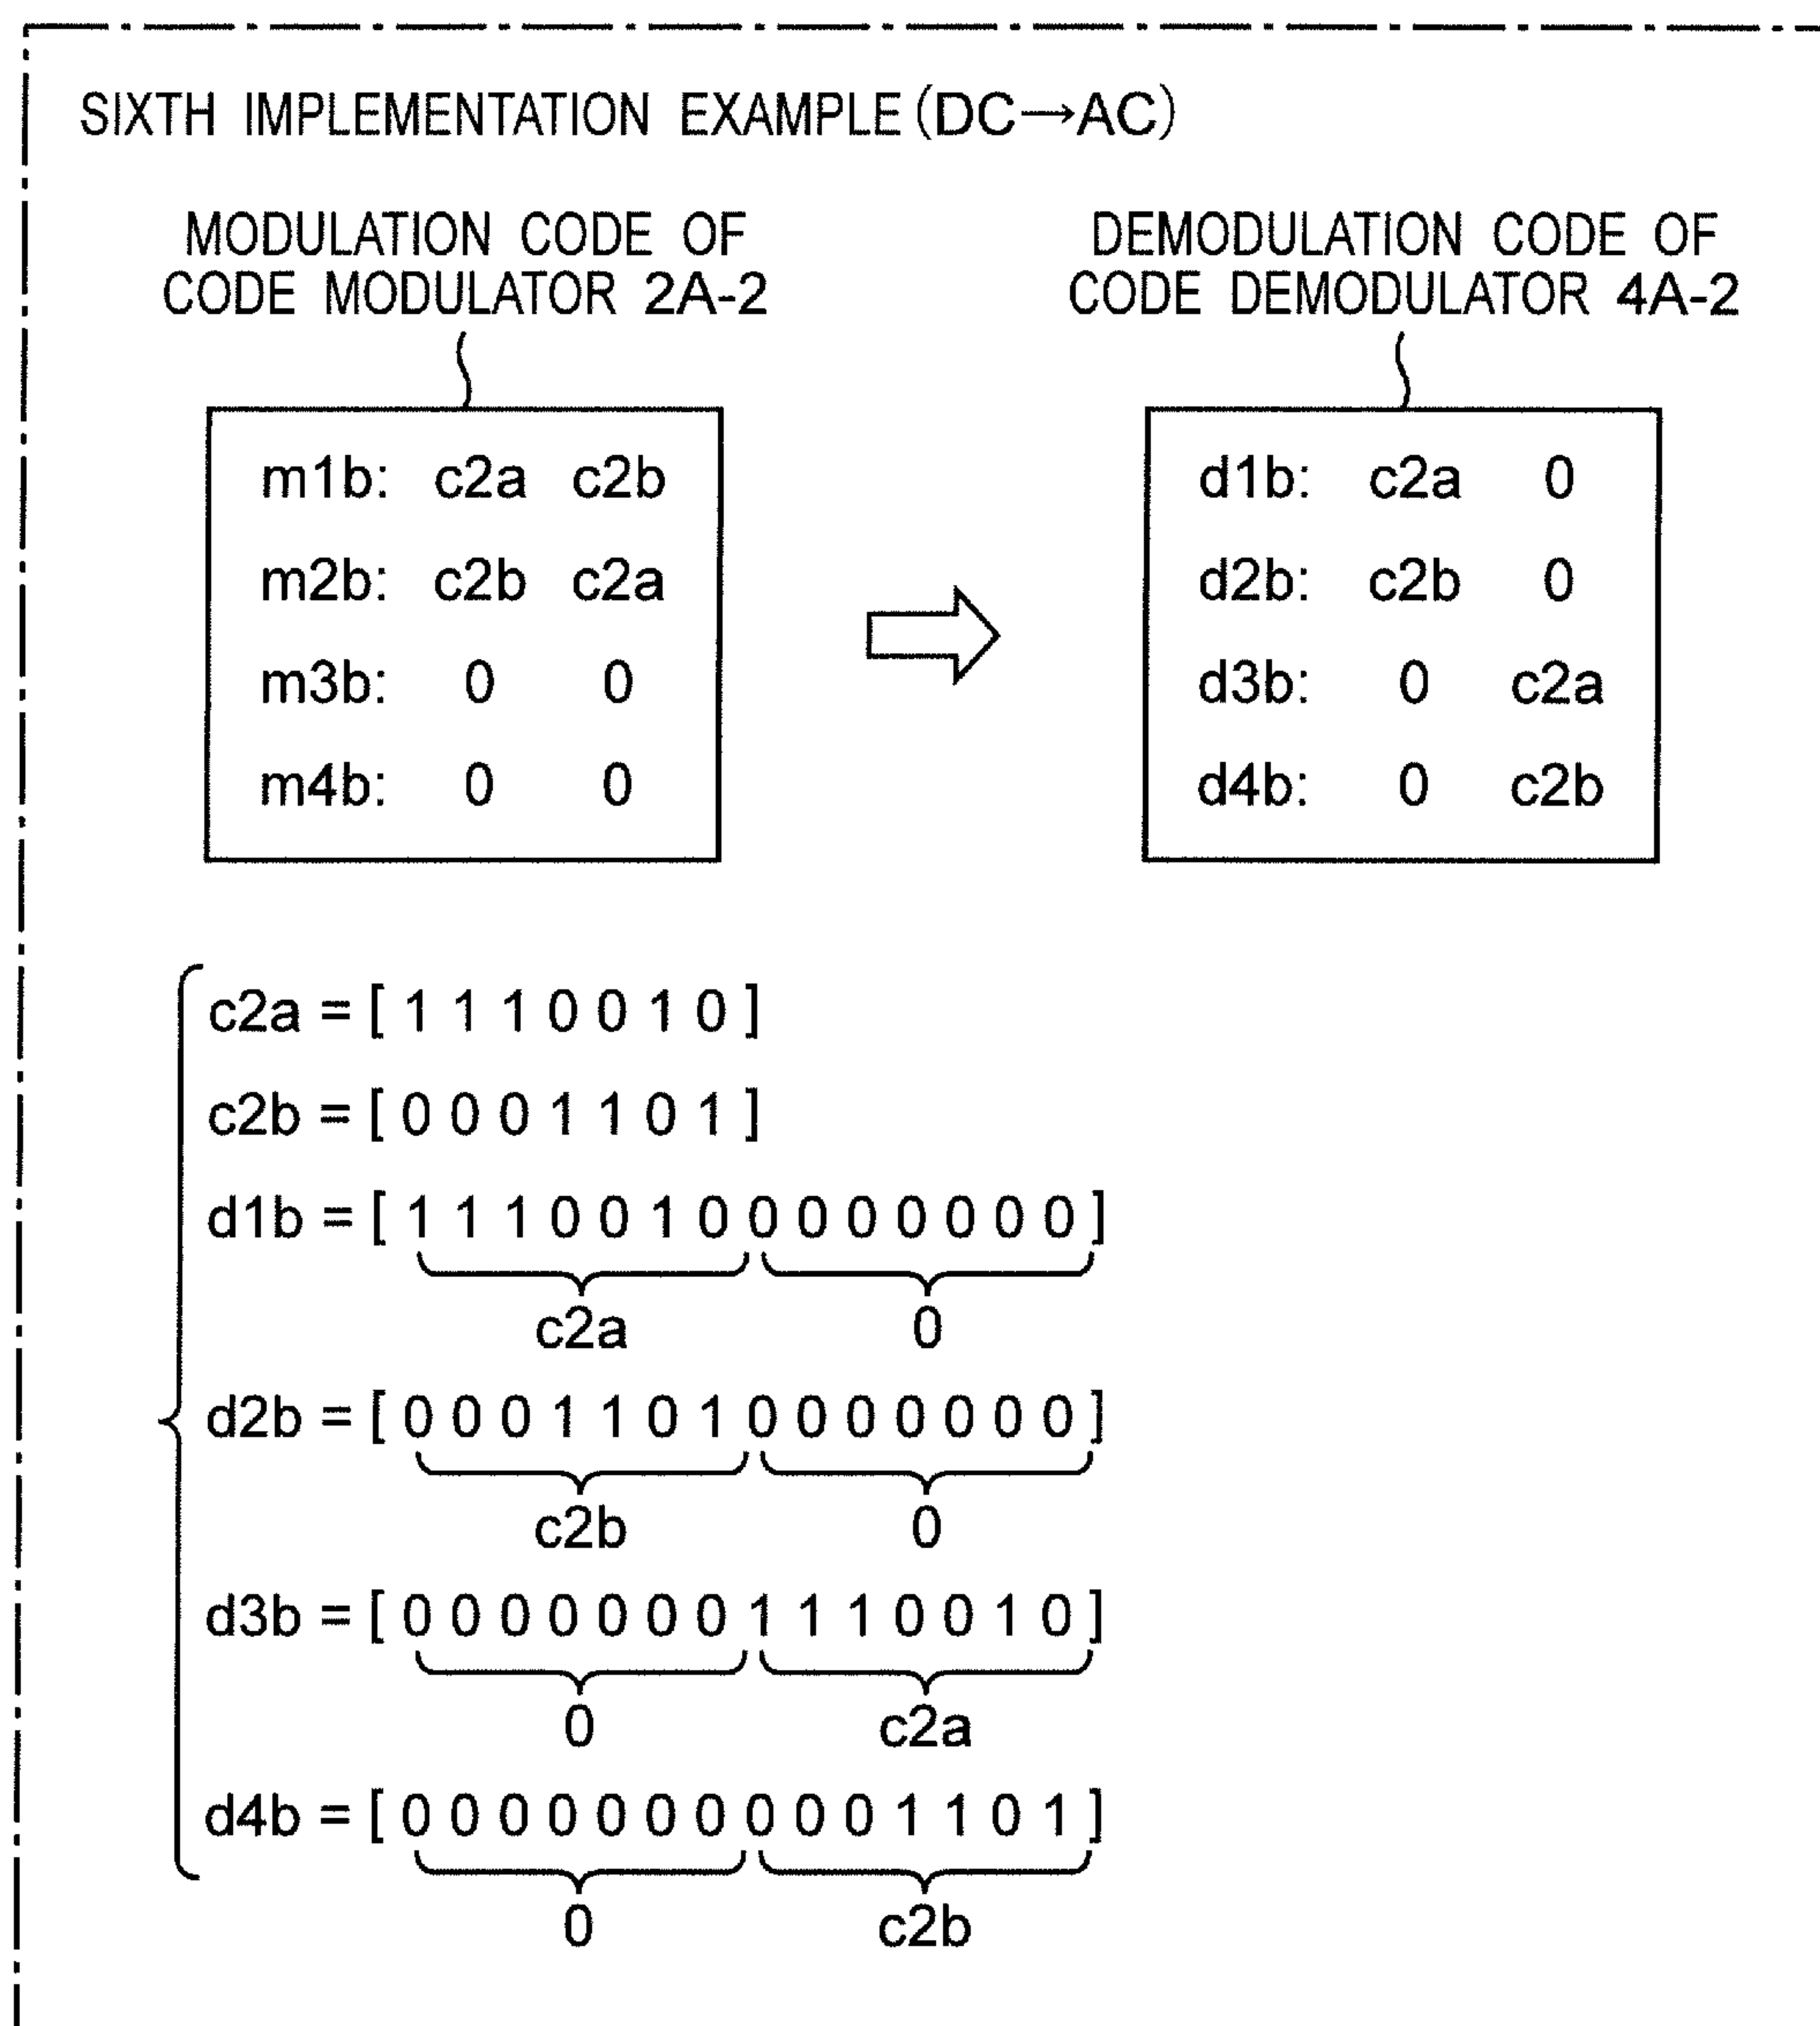 SIXTH IMPLEMENTATION EXAMPLE (DC→AC)
MODULATION CODE OF
CODE MODULATOR 2A-2
DEMODULATION CODE OF
CODE DEMODULATOR 4A-2
m1b: c2a c2b
m2b: c2b c2a
m3b: 0 0
m4b: 0 0
d1b: c2a 0
d2b: c2b 0
d3b: 0 c2a
d4b: 0 c2b
c2a = [ 1 1 1 0 0 1 0 ]
c2b = [ 0 0 0 1 1 0 1 ]
d1b = [ 1 1 1 0 0 1 0 0 0 0 0 0 0 0 ]
c2a 0
d2b = [ 0 0 0 1 1 0 1 0 0 0 0 0 0 0 ]
c2b 0
d3b = [ 0 0 0 0 0 0 0 1 1 1 0 0 1 0 ]
0 c2a
d4b = [ 0 0 0 0 0 0 0 0 0 0 1 1 0 1 ]
0 c2b